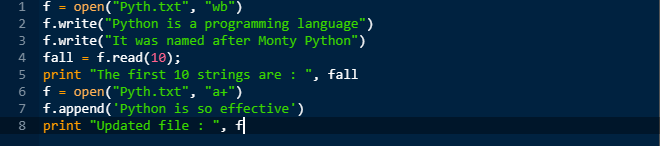 1 f = open("Pyth.txt", "wb")
2 f.write("Python is a programming language")
3 f.write("It was named after Monty Python")
4 fall = f.read(10);
5 print "The first 10 strings are : ", fall
6 f = open("Pyth.txt", "a+")
7 f.append('Python is so effective')
8 print "Updated file : ", f